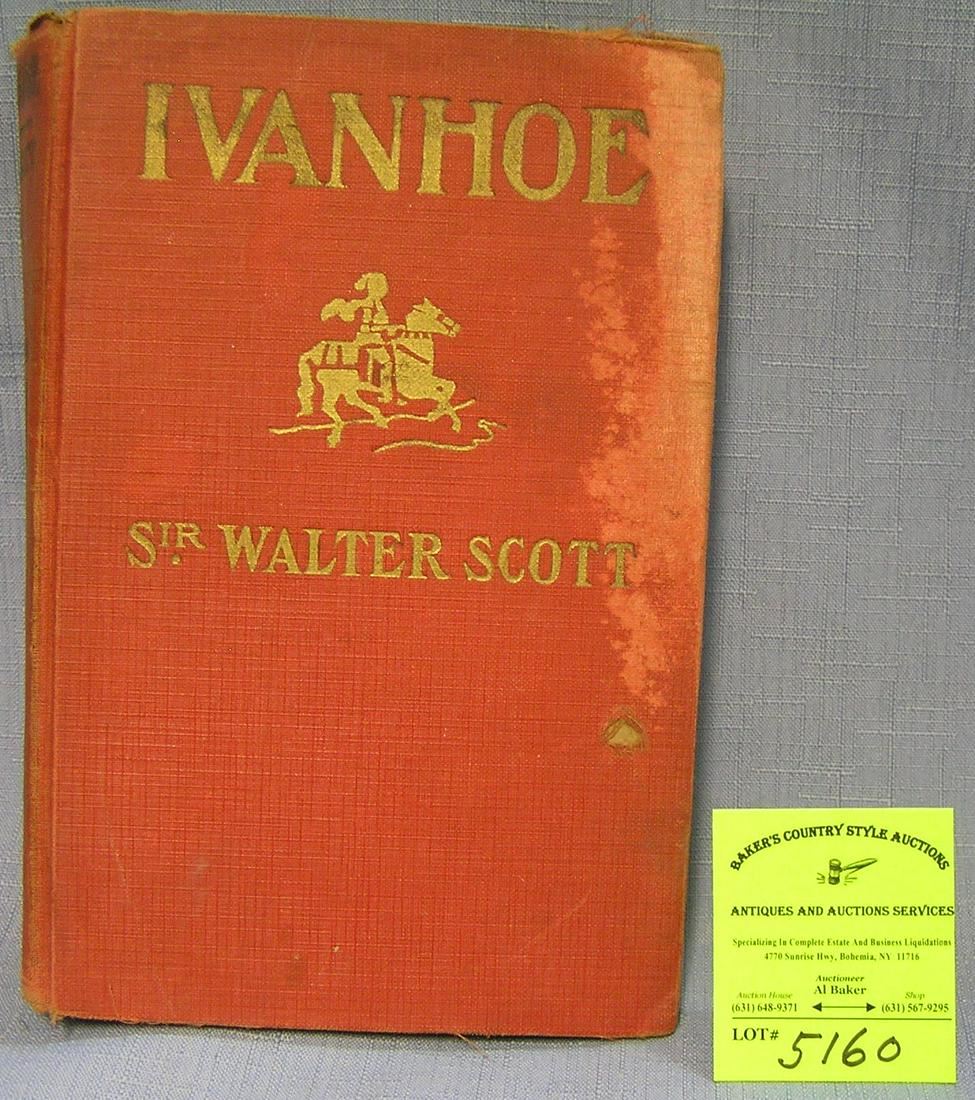 IVANHOE
SIR. WALTER SCOTT
BAKER'S COUNTRY STYLE AUCTIONS
ANTIQUES AND AUCTIONS SERVICES
Specializing In Complete Estate And Business Liquidations
4770 Sunrise Hwy, Bohemia, NY 11716
Auctioneer
Auction House Al Baker Shop
(631) 648-9371 (631) 567-9295
LOT# 5160